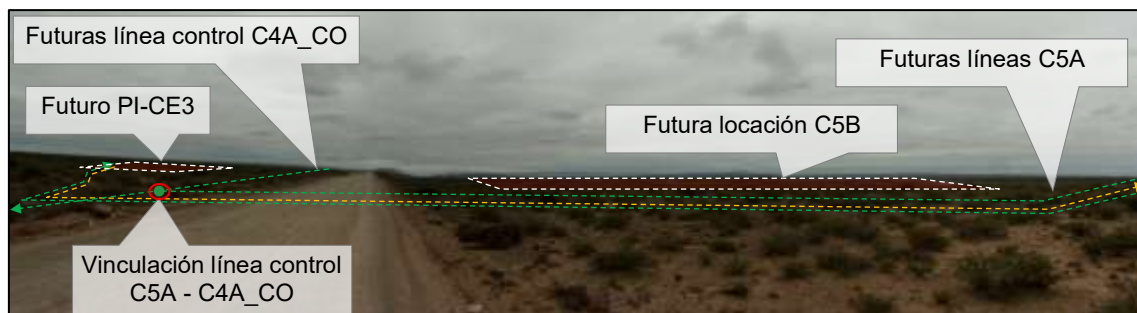 Futuras línea control C4A_CO
Futuras líneas C5A
Futuro PI-CE3
Futura locación C5B
Vinculación línea control
C5A - C4A_CO